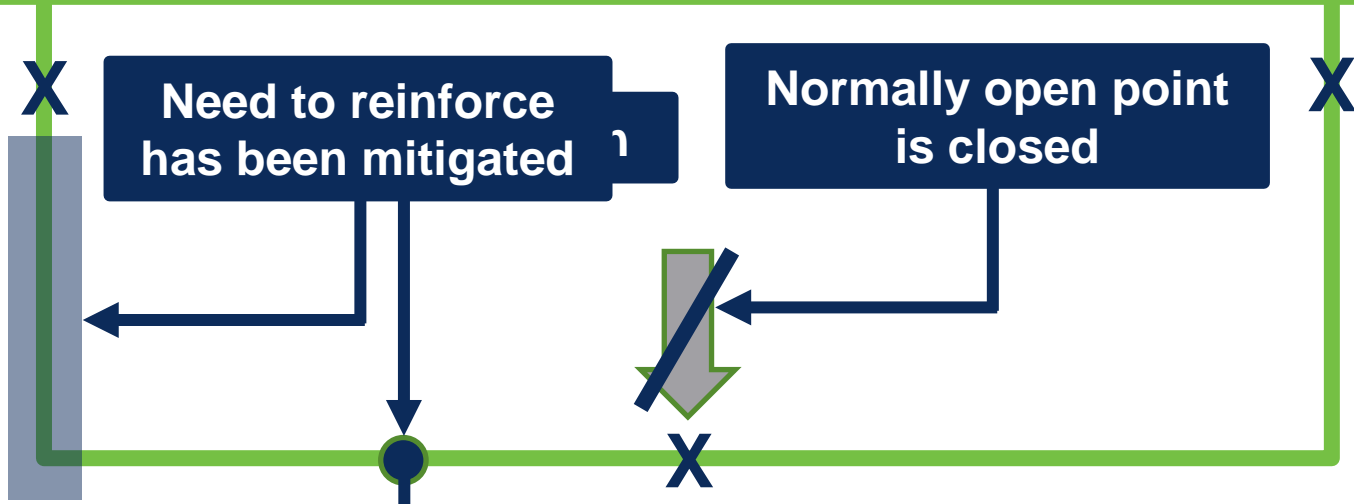 X
X
Need to reinforce
has been mitigated
n
Normally open point
is closed
X